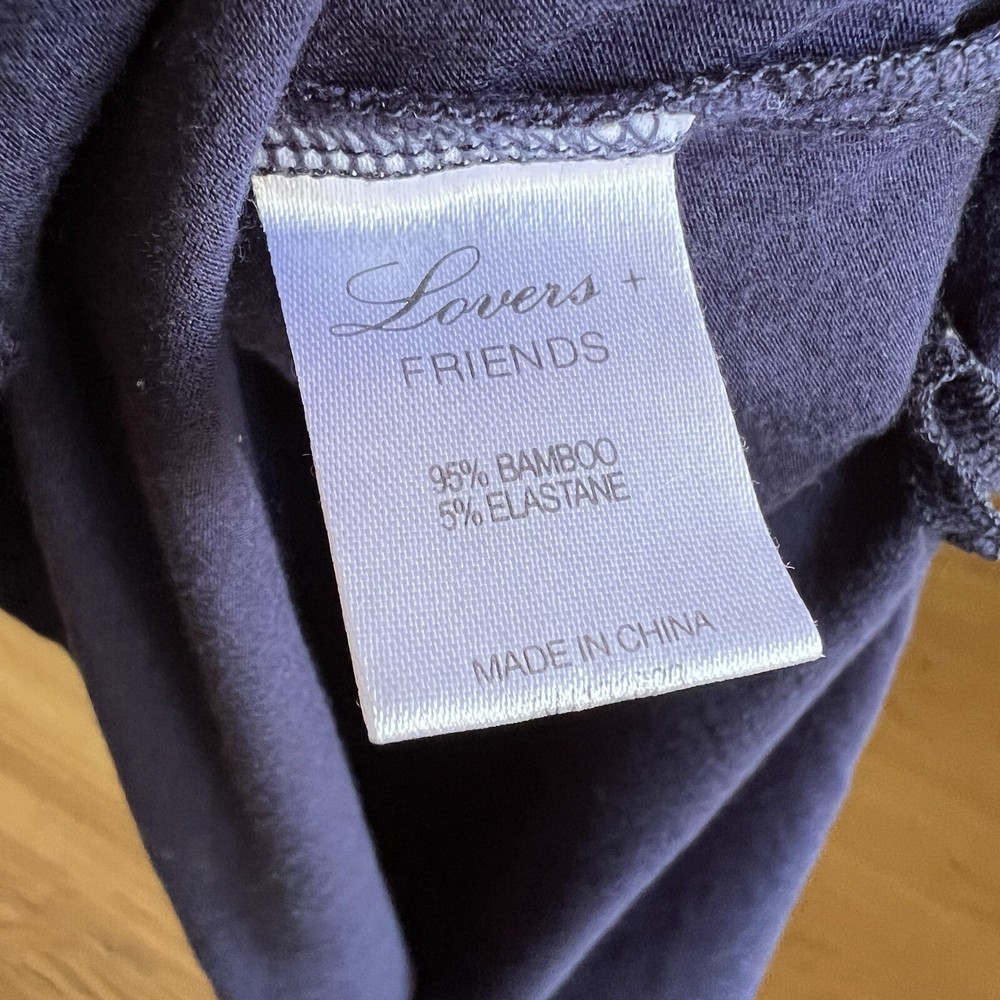 Lovers +
FRIENDS
95% BAMBOO
5% ELASTANE
MADE IN CHINA